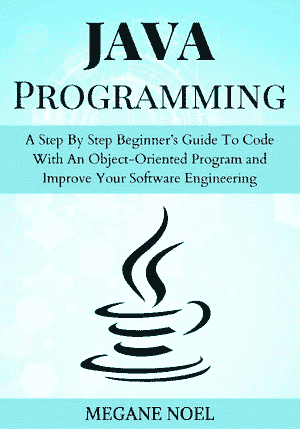 JAVA
PROGRAMMING
A Step By Step Beginner's Guide To Code
With An Object-Oriented Program and
Improve Your Software Engineering
MEGANE NOEL